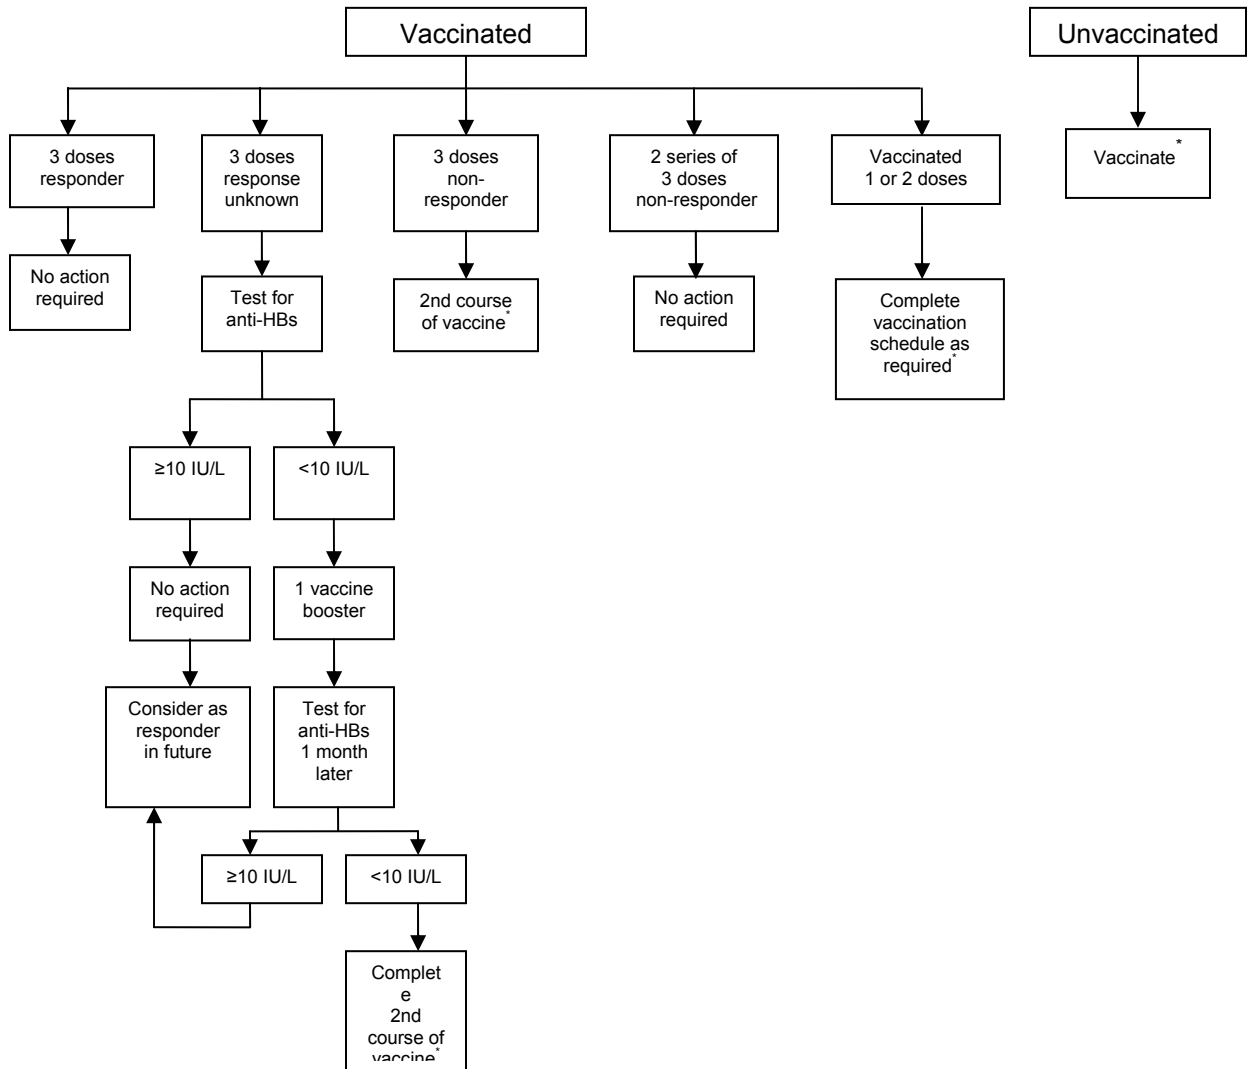 Vaccinated
Unvaccinated
3 doses
responder
3 doses
response
unknown
3 doses
non-
responder
2 series of
3 doses
non-responder
Vaccinated
1 or 2 doses
Vaccinate*
No action
required
Test for
anti-HBs
2nd course
of vaccine*
No action
required
Complete
vaccination
schedule as
required*
≥10 IU/L
<10 IU/L
No action
required
1 vaccine
booster
Consider as
responder
in future
Test for
anti-HBs
1 month
later
≥10 IU/L
<10 IU/L
Complet
e
2nd
course of
vaccine*